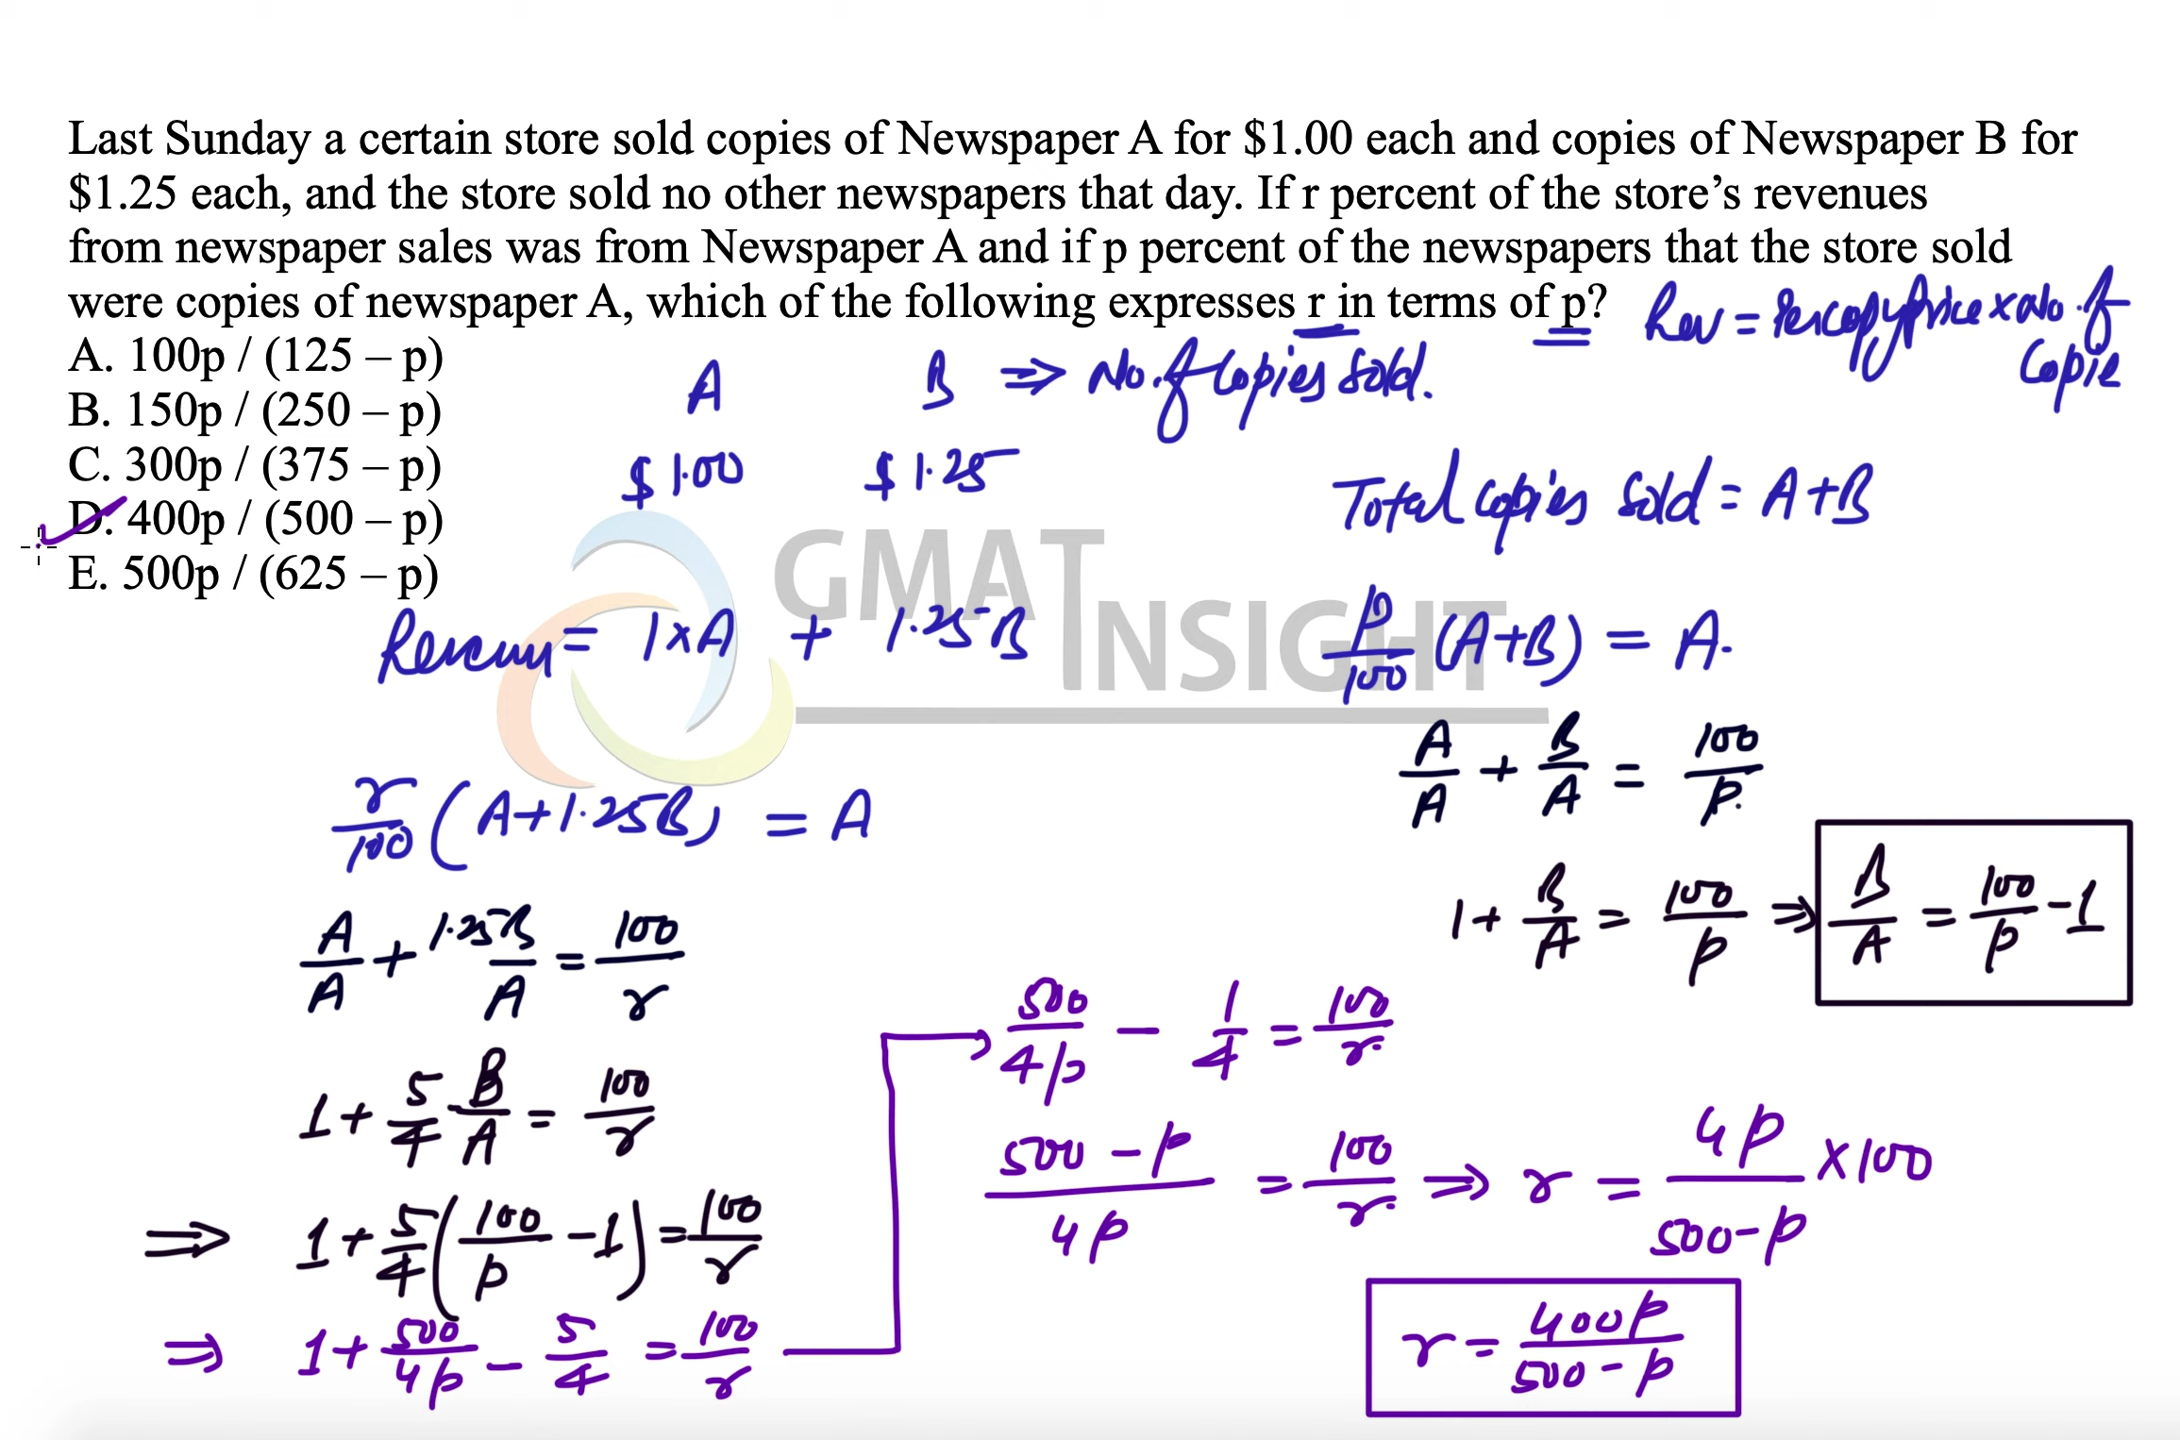 Last Sunday a certain store sold copies of Newspaper A for $1.00 each and copies of Newspaper B for
$1.25 each, and the store sold no other newspapers that day. If r percent of the store’s revenues
from newspaper sales was from Newspaper A and if p percent of the newspapers that the store sold
were copies of newspaper A, which of the following expresses r in terms of p?
Rev = Per copy Price x No. of Copie
A. 100p / (125 – p)
B. 150p / (250 – p)
C. 300p / (375 – p)
D. 400p / (500 – p)
E. 500p / (625 – p)
A B ⇒ No. of Copies Sold.
$ 1.00 $ 1.25
Total copies Sold = A+B
GMAT INSIGHT
= 1×A + 1.25B
p/100 (A+B) = A.
A/A + B/A = 100/p.
1 + B/A = 100/p ⇒ B/A = 100/p - 1
r/100 (A+1.25B) = A
A/A + 1.25B/A = 100/r
1 + 5/4 B/A = 100/r
⇒ 1 + 5/4 (100/p - 1) = 100/r
⇒ 1 + 500/4p - 5/4 = 100/r
500/4p - 1/4 = 100/r.
500 - p/4p = 100/r. ⇒ r = 4p/500-p × 100
r = 400p/500-p